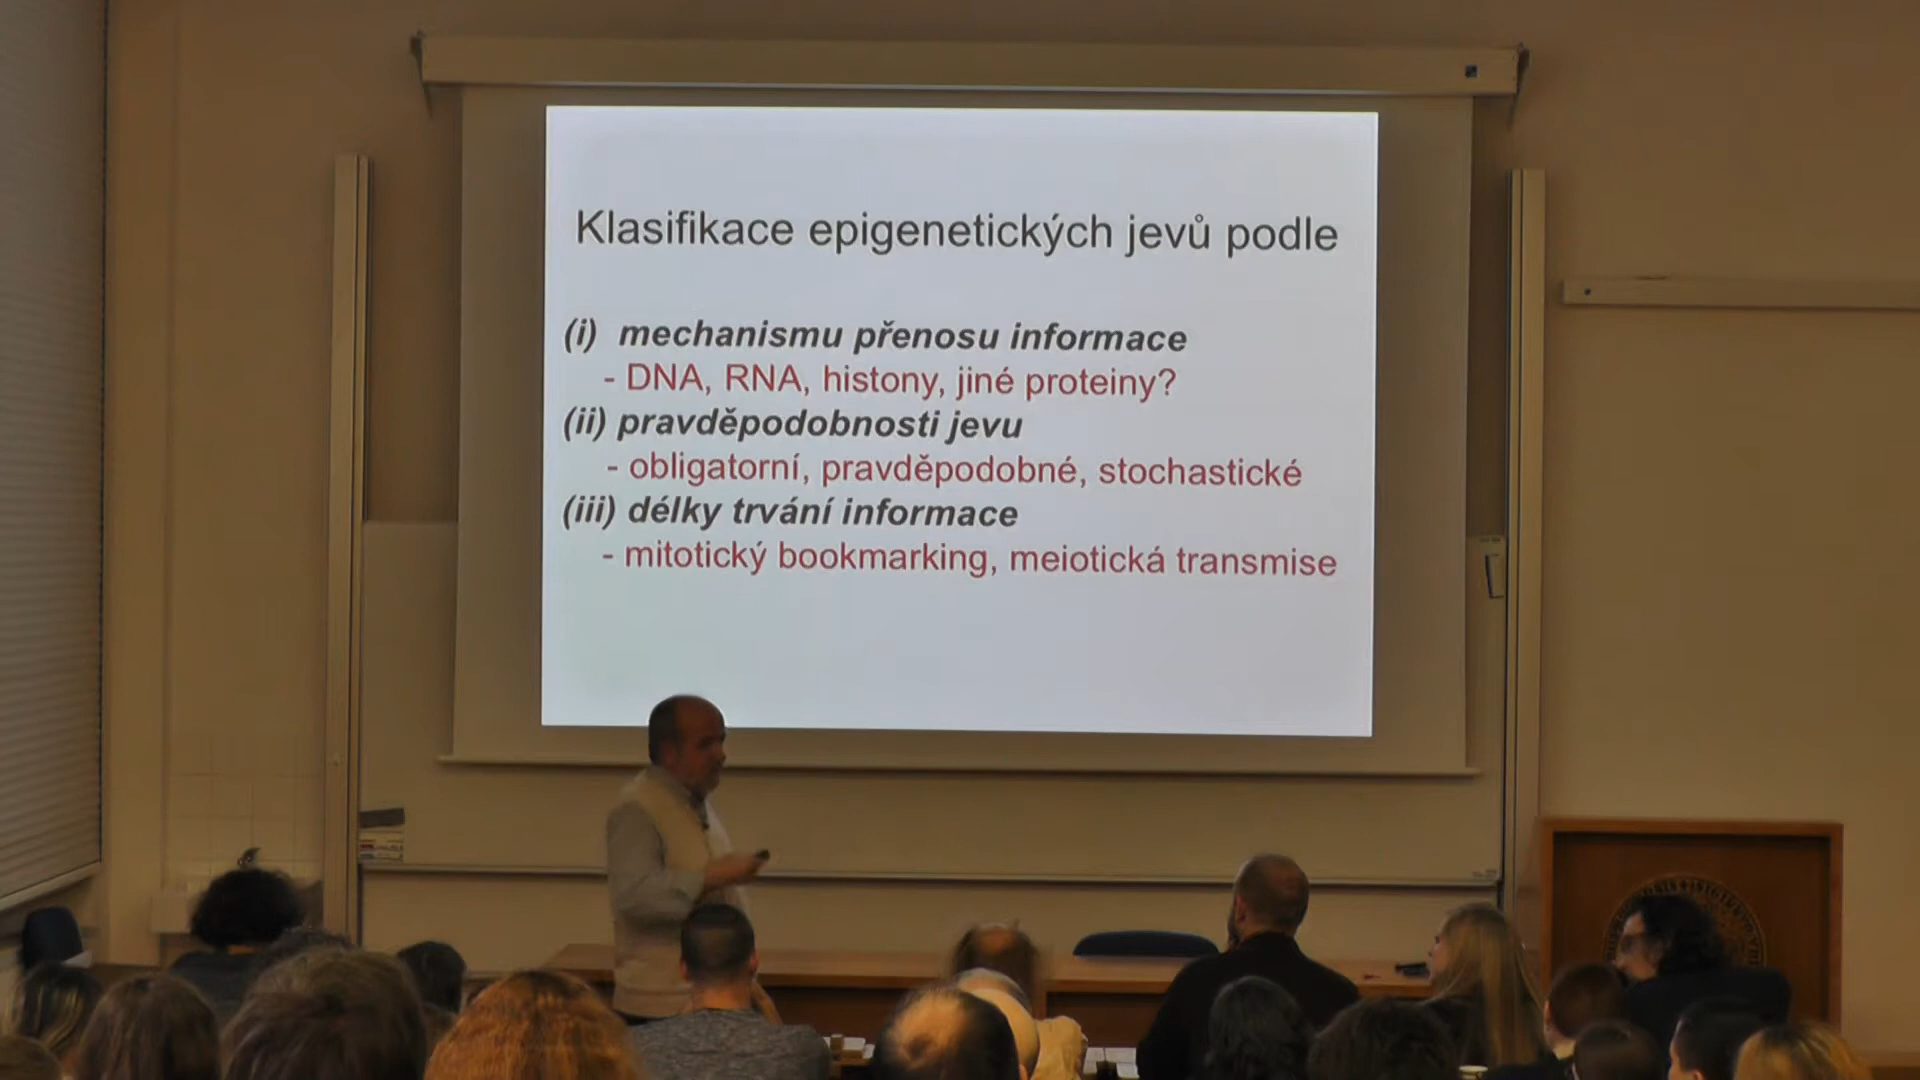 Klasifikace epigenetických jevů podle
(i) mechanismu přenosu informace
- DNA, RNA, histony, jiné proteiny?
(ii) pravděpodobnosti jevu
- obligatorní, pravděpodobné, stochastické
(iii) délky trvání informace
- mitotický bookmarking, meiotická transmise